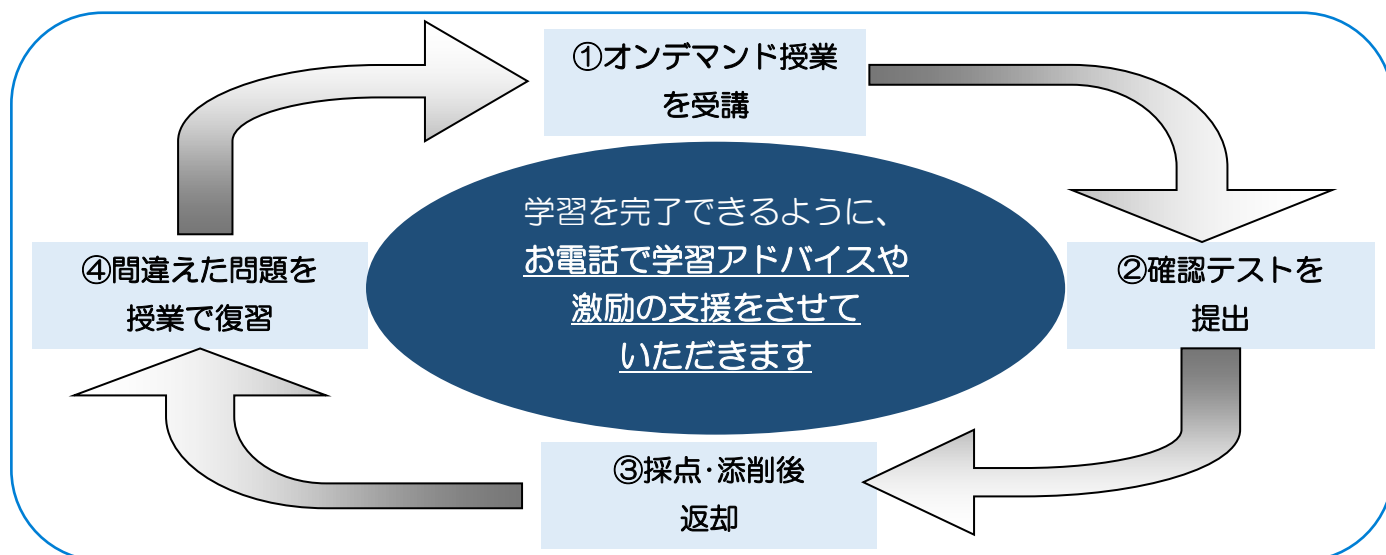 ①オンデマンド授業
を受講
学習を完了できるように、
お電話で学習アドバイスや
激励の支援をさせて
いただきます
④間違えた問題を
授業で復習
②確認テストを
提出
③採点・添削後
返却